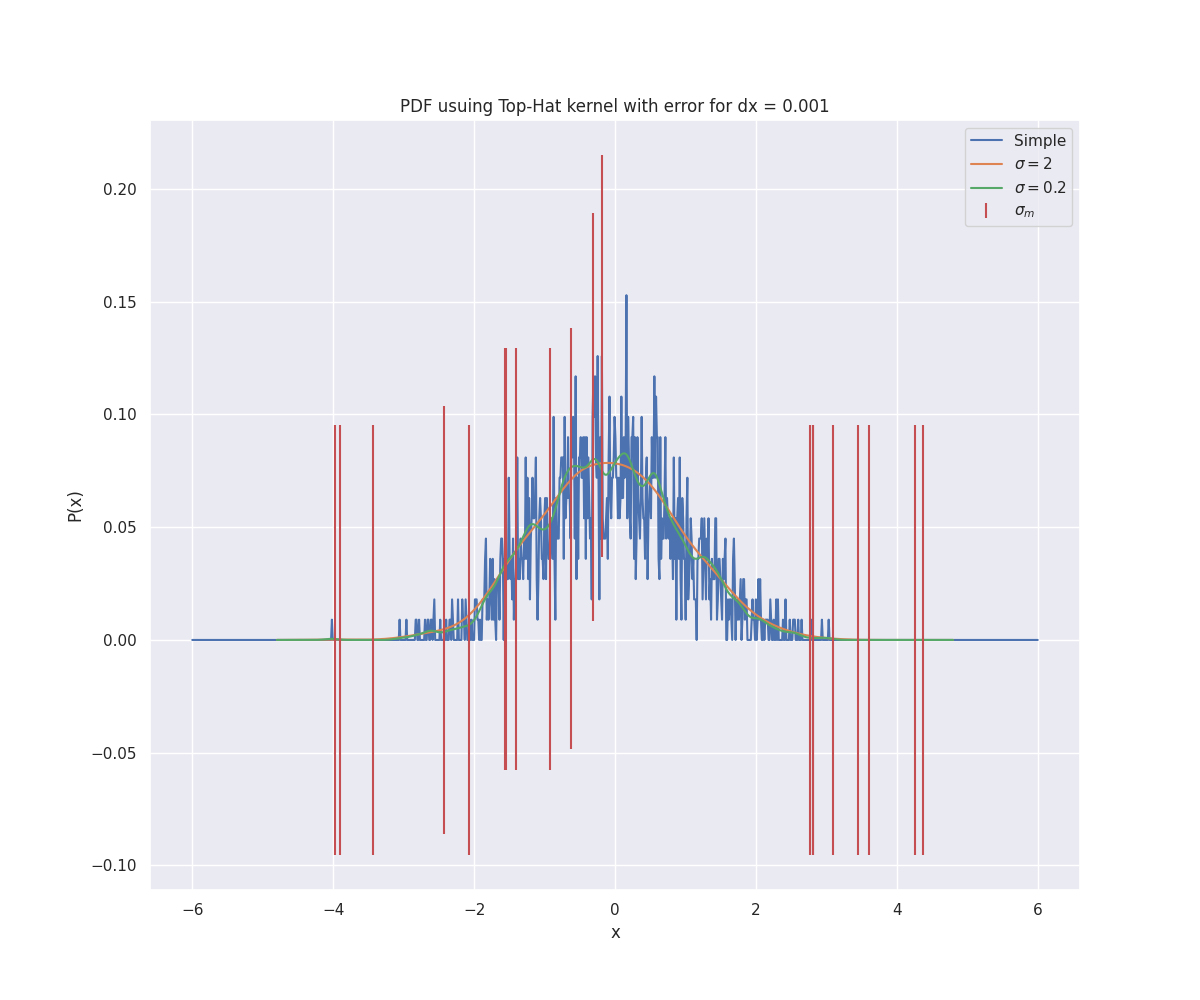 PDF usuing Top-Hat kernel with error for dx = 0.001
Simple
σ = 2
σ = 0.2
σm
0.20
0.15
0.10
0.05
0.00
−0.05
−0.10
P(x)
−6 −4 −2 0 2 4 6
x